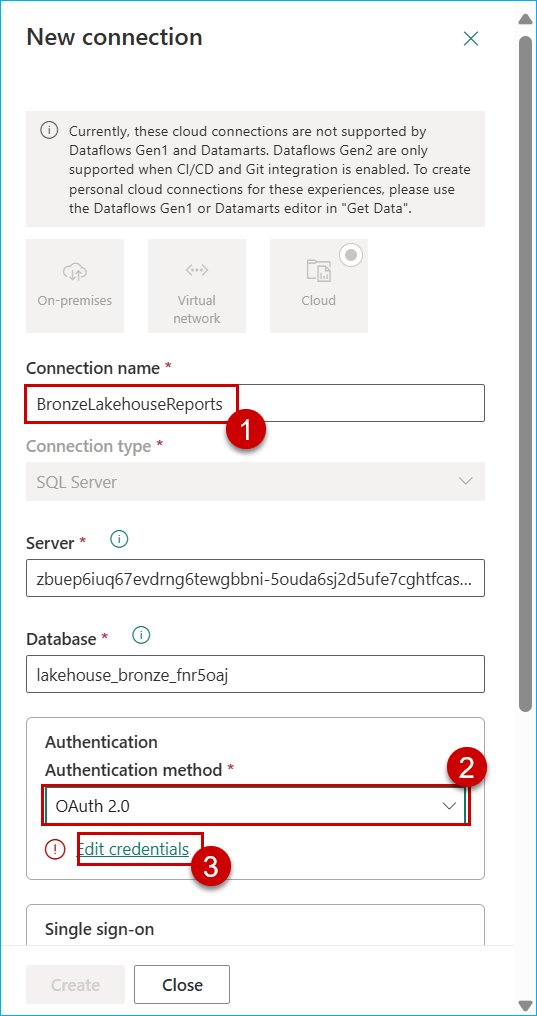 New connection
Currently, these cloud connections are not supported by
Dataflows Gen1 and Datamarts. Dataflows Gen2 are only
supported when CI/CD and Git integration is enabled. To create
personal cloud connections for these experiences, please use
the Dataflows Gen1 or Datamarts editor in "Get Data".
On-premises
Virtual
network
Cloud
Connection name *
BronzeLakehouseReports
1
Connection type *
SQL Server
Server *
zbuep6iuq67evdrng6tewgbbni-5ouda6sj2d5ufe7cghtfcas...
Database *
lakehouse_bronze_fnr5oaj
Authentication
Authentication method *
2
OAuth 2.0
Edit credentials
3
Single sign-on
Create
Close